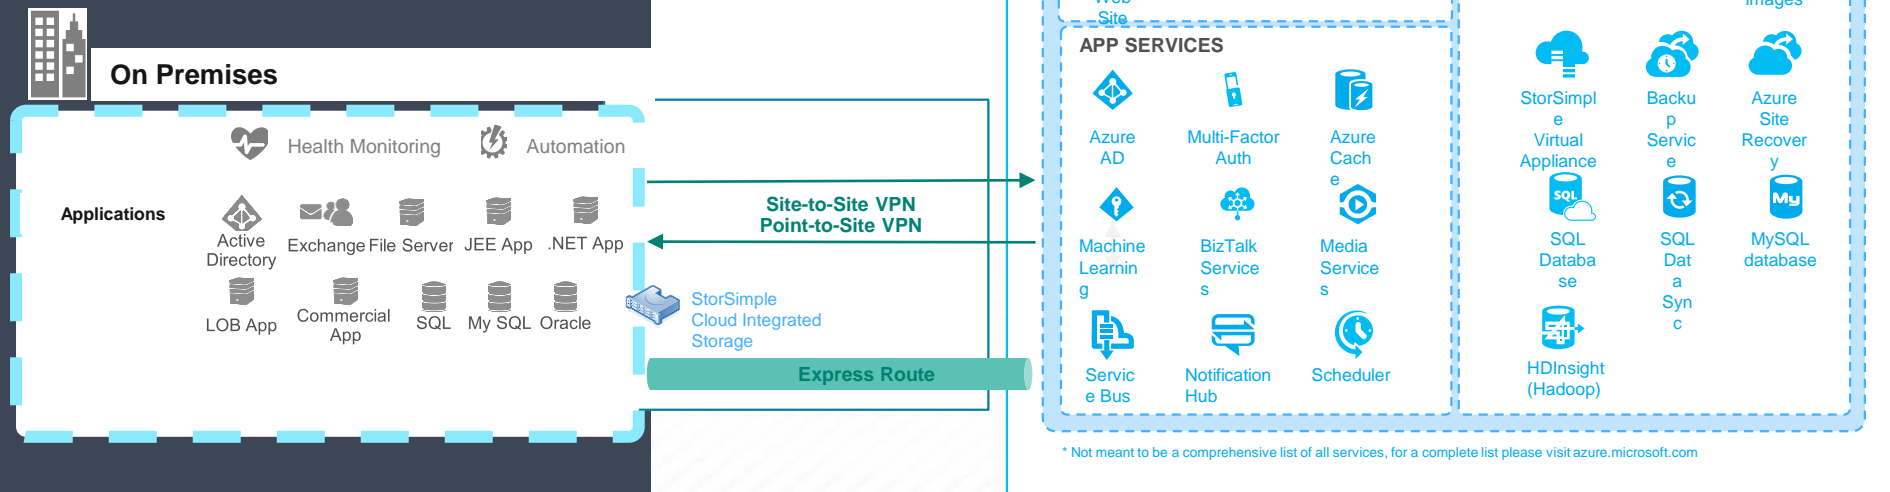 Web
Site
images
On Premises
Health Monitoring
Automation
Applications
Active
Directory
Exchange
File Server
JEE App
.NET App
LOB App
Commercial
App
SQL
My SQL
Oracle
Site-to-Site VPN
Point-to-Site VPN
StorSimple
Cloud Integrated
Storage
Express Route
APP SERVICES
Azure
AD
Multi-Factor
Auth
Azure
Cach
e
Machine
Learnin
g
BizTalk
Service
s
Media
Service
s
Servic
e Bus
Notification
Hub
Scheduler
StorSimpl
e
Virtual
Appliance
Backu
p
Servic
e
Azure
Site
Recover
y
SQL
SQL
Databa
se
SQL
Dat
a
Syn
c
My
MySQL
database
HDInsight
(Hadoop)
* Not meant to be a comprehensive list of all services, for a complete list please visit azure.microsoft.com